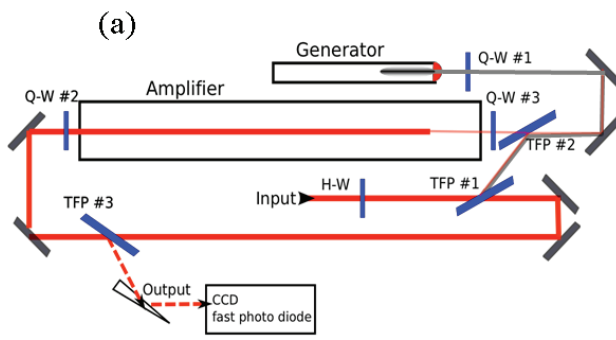 (a)
Generator
Q-W #1
Q-W #2
Amplifier
Q-W #3
TFP #2
H-W
TFP #1
Input
TFP #3
Output
CCD
fast photo diode